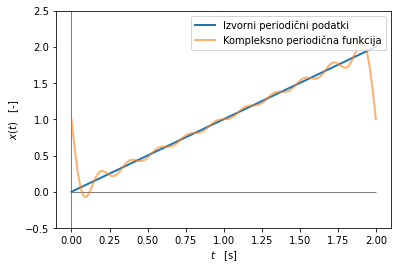 2.5
2.0
1.5
1.0
0.5
0.0
−0.5
x(t) [-]
Izvorni periodični podatki
Kompleksno periodična funkcija
0.00 0.25 0.50 0.75 1.00 1.25 1.50 1.75 2.00
t [s]